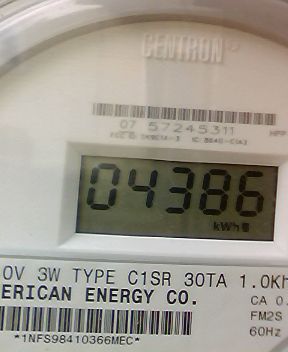 CENTRON®
07 57245311
04386
kWh
0V 3W TYPE C1SR 30TA 1.0Kh
ERICAN ENERGY CO.
CA 0.
FM2S
60Hz
*1NFS98410366MEC*